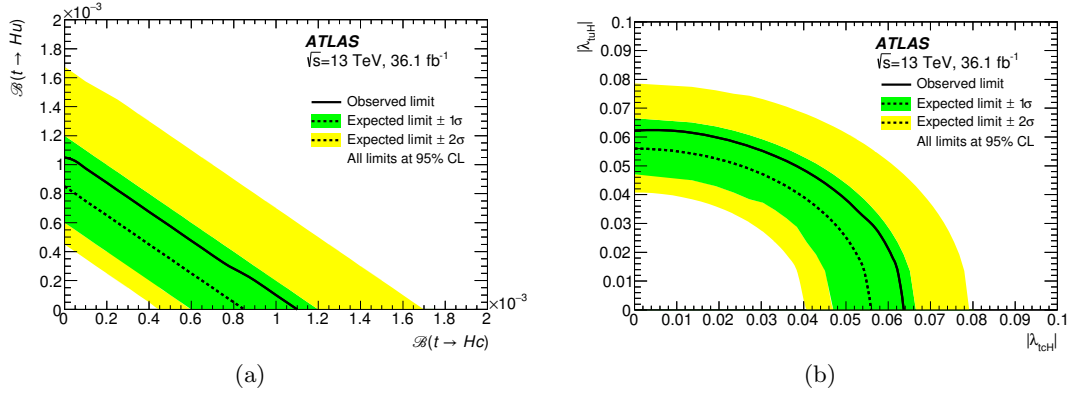 ×10⁻³
ℬ(t → Hu)
2
1.8
1.6
1.4
1.2
1
0.8
0.6
0.4
0.2
0
0 0.2 0.4 0.6 0.8 1 1.2 1.4 1.6 1.8 2
×10⁻³
ℬ(t → Hc)
ATLAS
√s=13 TeV, 36.1 fb⁻¹
Observed limit
Expected limit ± 1σ
Expected limit ± 2σ
All limits at 95% CL
(a)
|λtuH|
0.1
0.09
0.08
0.07
0.06
0.05
0.04
0.03
0.02
0.01
0
0 0.01 0.02 0.03 0.04 0.05 0.06 0.07 0.08 0.09 0.1
|λtcH|
ATLAS
√s=13 TeV, 36.1 fb⁻¹
Observed limit
Expected limit ± 1σ
Expected limit ± 2σ
All limits at 95% CL
(b)